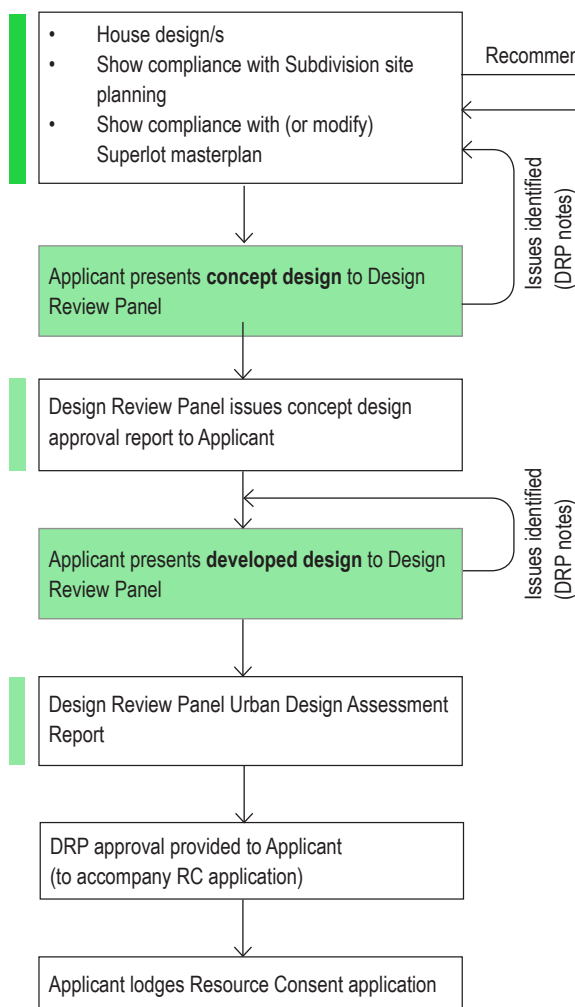 • House design/s
• Show compliance with Subdivision site
planning
• Show compliance with (or modify)
Superlot masterplan
Recommen
Issues identified
(DRP notes)
Applicant presents concept design to Design
Review Panel
Design Review Panel issues concept design
approval report to Applicant
Issues identified
(DRP notes)
Applicant presents developed design to Design
Review Panel
Design Review Panel Urban Design Assessment
Report
DRP approval provided to Applicant
(to accompany RC application)
Applicant lodges Resource Consent application